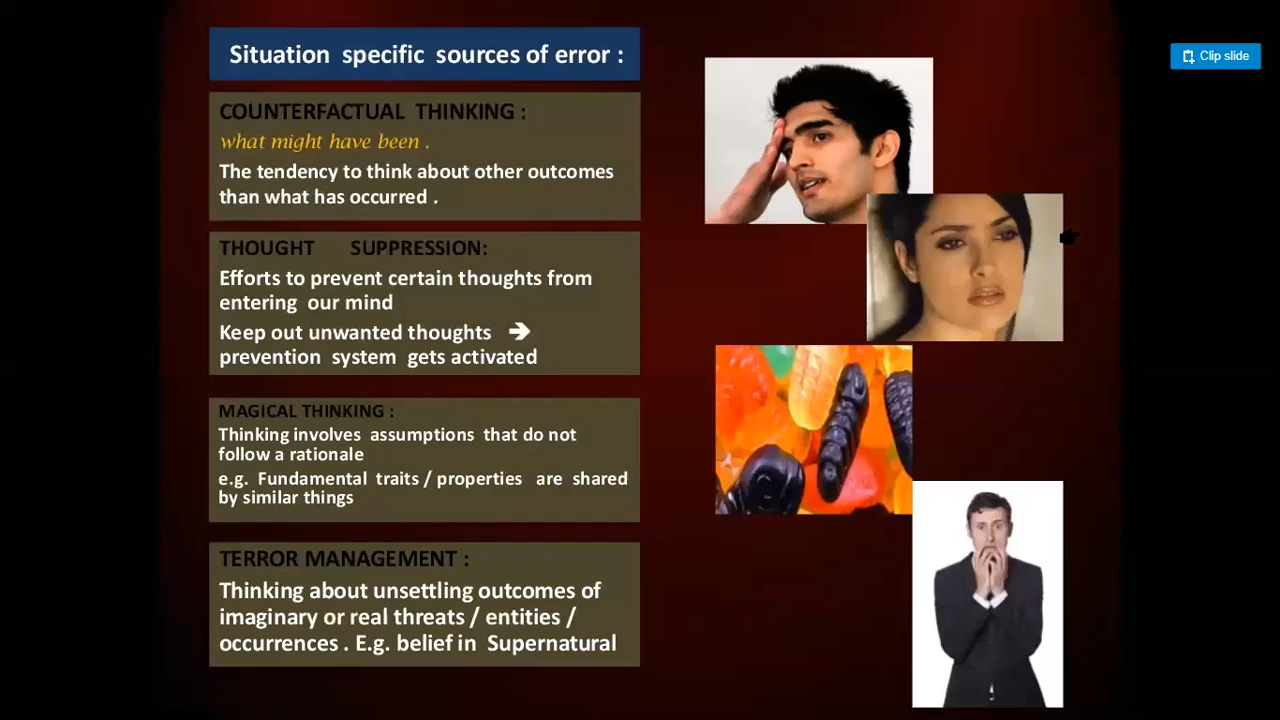 Situation specific sources of error :
Clip slide
COUNTERFACTUAL THINKING :
what might have been .
The tendency to think about other outcomes
than what has occurred .
THOUGHT SUPPRESSION:
Efforts to prevent certain thoughts from
entering our mind
Keep out unwanted thoughts ➔
prevention system gets activated
MAGICAL THINKING :
Thinking involves assumptions that do not
follow a rationale
e.g. Fundamental traits / properties are shared
by similar things
TERROR MANAGEMENT :
Thinking about unsettling outcomes of
imaginary or real threats / entities /
occurrences . E.g. belief in Supernatural